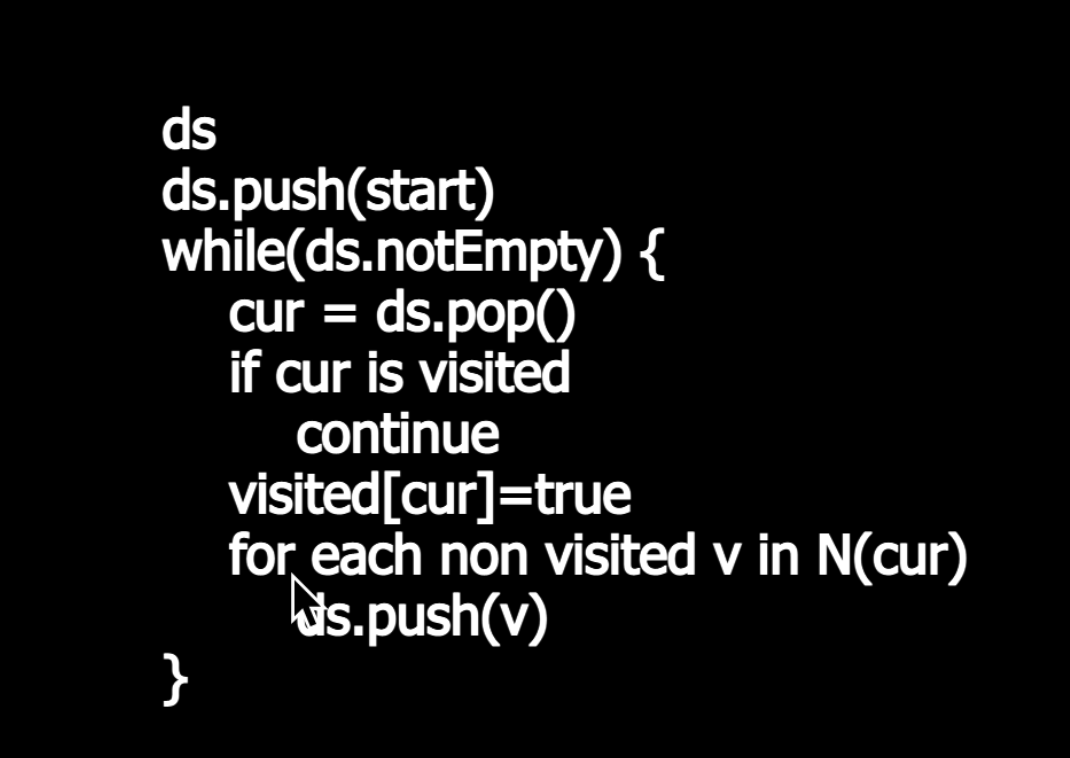 ds
ds.push(start)
while(ds.notEmpty) {
cur = ds.pop()
if cur is visited
continue
visited[cur]=true
for each non visited v in N(cur)
ds.push(v)
}